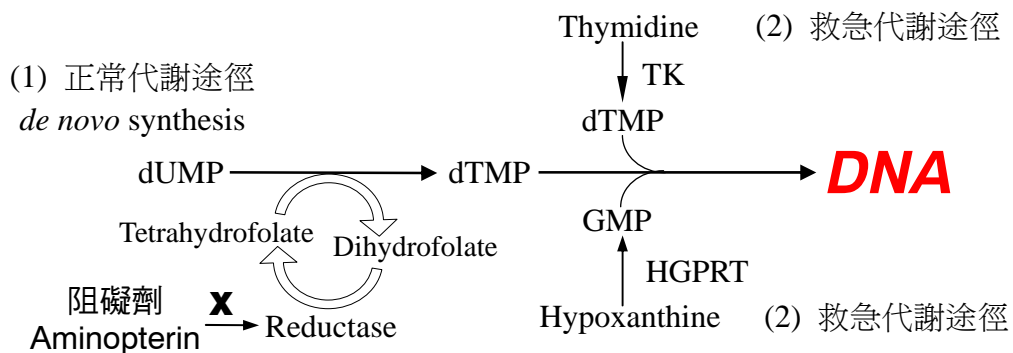 Thymidine
(2) 救急代謝途徑
(1) 正常代謝途徑
TK
de novo synthesis
dTMP
dUMP
dTMP
DNA
GMP
Tetrahydrofolate
Dihydrofolate
HGPRT
阻礙劑
X
Aminopterin
Reductase
Hypoxanthine
(2) 救急代謝途徑